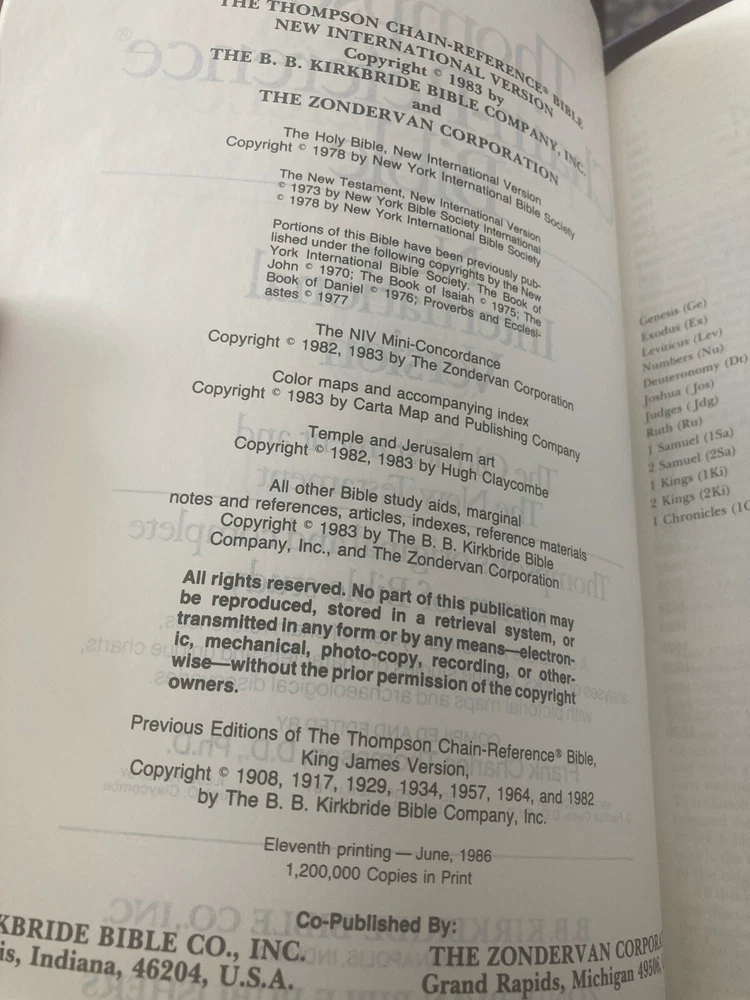 THE THOMPSON CHAIN-REFERENCE® BIBLE
NEW INTERNATIONAL VERSION
Copyright © 1983 by
THE B. B. KIRKBRIDE BIBLE COMPANY, INC.
and
THE ZONDERVAN CORPORATION
The Holy Bible, New International Version
Copyright © 1978 by New York International Bible Society
The New Testament, New International Version
© 1973 by New York Bible Society International
© 1978 by New York International Bible Society
Portions of this Bible have been previously pub-
lished under the following copyrights by the New
York International Bible Society. The Book of
John © 1970; The Book of Isaiah © 1975; The
Book of Daniel © 1976; Proverbs and Ecclesi-
astes © 1977
The NIV Mini-Concordance
Copyright © 1982, 1983 by The Zondervan Corporation
Color maps and accompanying index
Copyright © 1983 by Carta Map and Publishing Company
Temple and Jerusalem art
Copyright © 1982, 1983 by Hugh Claycombe
All other Bible study aids, marginal
notes and references, articles, indexes, reference materials
Copyright © 1983 by The B. B. Kirkbride Bible
Company, Inc., and The Zondervan Corporation
All rights reserved. No part of this publication may
be reproduced, stored in a retrieval system, or
transmitted in any form or by any means—electron-
ic, mechanical, photo-copy, recording, or other-
wise—without the prior permission of the copyright
owners.
Previous Editions of The Thompson Chain-Reference® Bible,
King James Version,
Copyright © 1908, 1917, 1929, 1934, 1957, 1964, and 1982
by The B. B. Kirkbride Bible Company, Inc.
Eleventh printing — June, 1986
1,200,000 Copies in Print
Co-Published By:
KBRIDE BIBLE CO., INC.
is, Indiana, 46204, U.S.A.
THE ZONDERVAN CORPORA
Grand Rapids, Michigan 49506,
Genesis (Ge)
Exodus (Ex)
Leviticus (Lev)
Numbers (Nu)
Deuteronomy (Dt)
Joshua (Jos)
Judges (Jdg)
Ruth (Ru)
1 Samuel (1Sa)
2 Samuel (2Sa)
1 Kings (1Ki)
2 Kings (2Ki)
1 Chronicles (1C